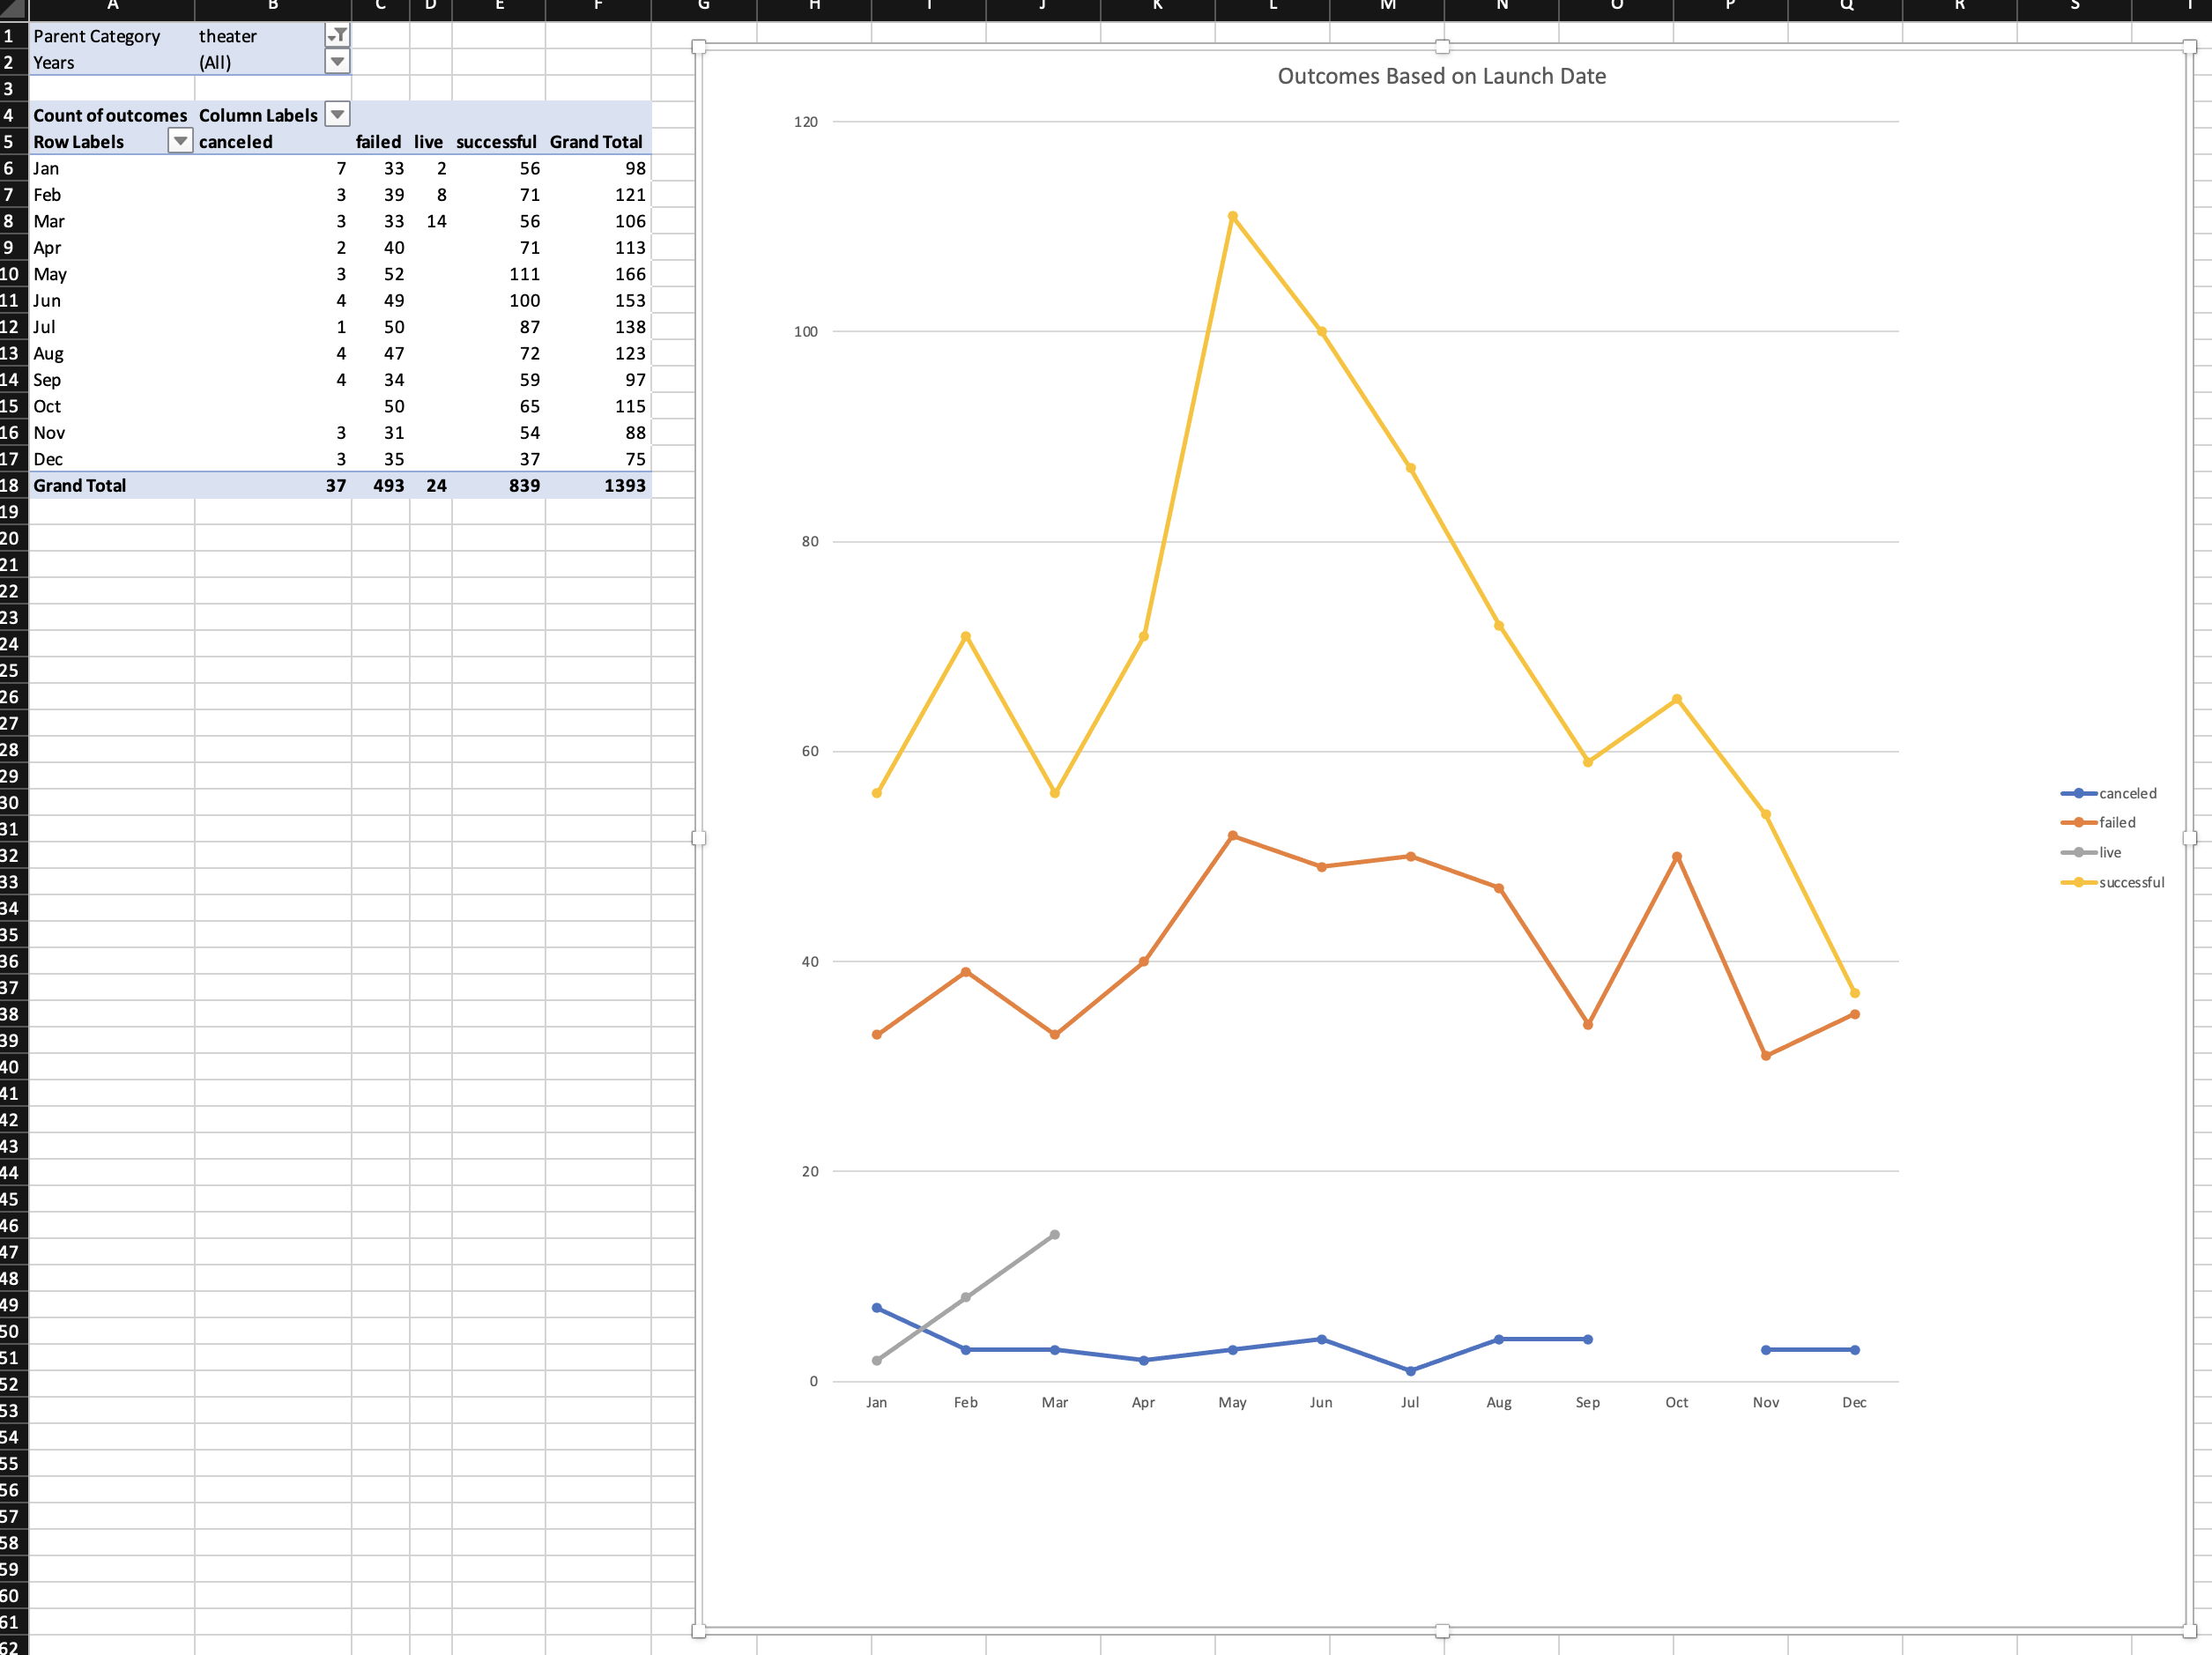 A B C D E F G H I J K L M N O P Q R S T
1 Parent Category theater
2 Years (All)
3
4 Count of outcomes Column Labels
5 Row Labels canceled failed live successful Grand Total
6 Jan 7 33 2 56 98
7 Feb 3 39 8 71 121
8 Mar 3 33 14 56 106
9 Apr 2 40 71 113
10 May 3 52 111 166
11 Jun 4 49 100 153
12 Jul 1 50 87 138
13 Aug 4 47 72 123
14 Sep 4 34 59 97
15 Oct 50 65 115
16 Nov 3 31 54 88
17 Dec 3 35 37 75
18 Grand Total 37 493 24 839 1393
19
20
21
22
23
24
25
26
27
28
29
30
31
32
33
34
35
36
37
38
39
40
41
42
43
44
45
46
47
48
49
50
51
52
53
54
55
56
57
58
59
60
61
62
Outcomes Based on Launch Date
120
100
80
60
40
20
0
Jan Feb Mar Apr May Jun Jul Aug Sep Oct Nov Dec
canceled
failed
live
successful